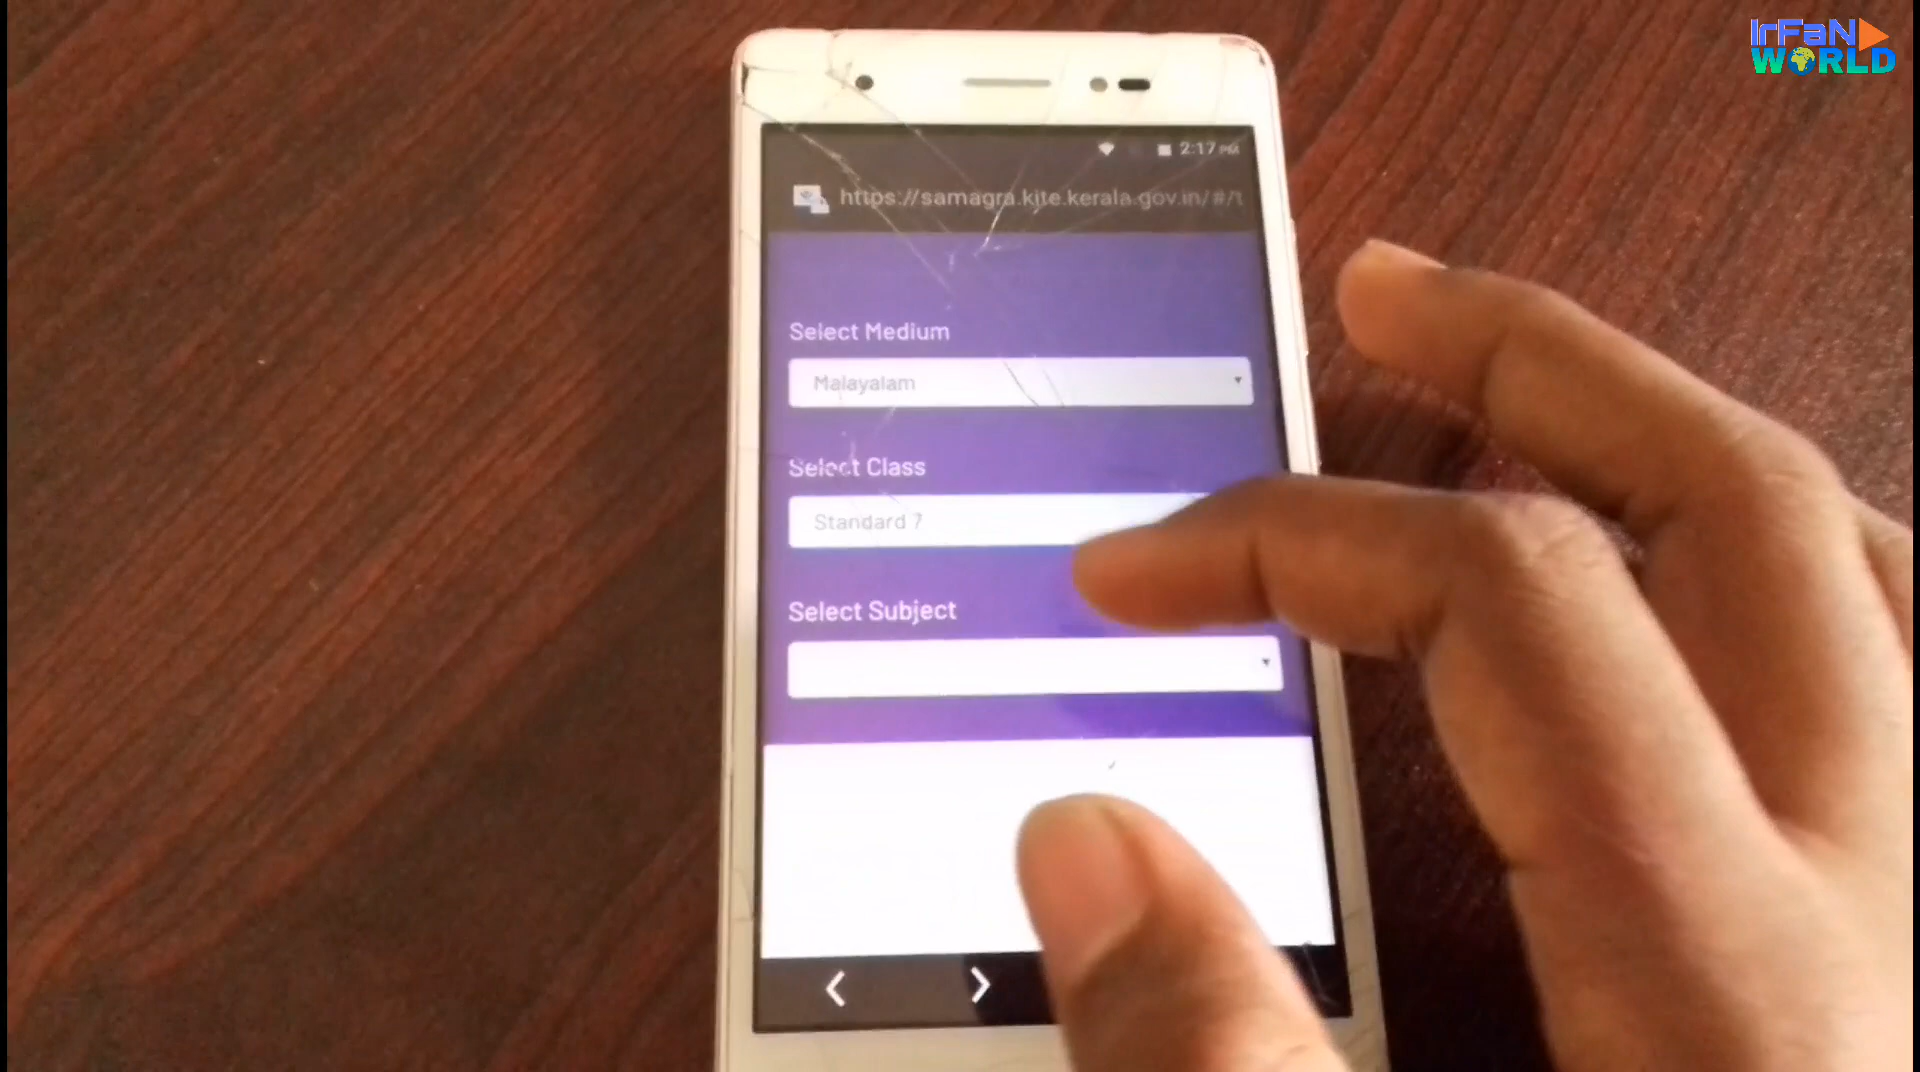 IrFaN
WORLD
2:17 PM
https://samagra.kite.kerala.gov.in/#/t
Select Medium
Malayalam
Select Class
Standard 7
Select Subject